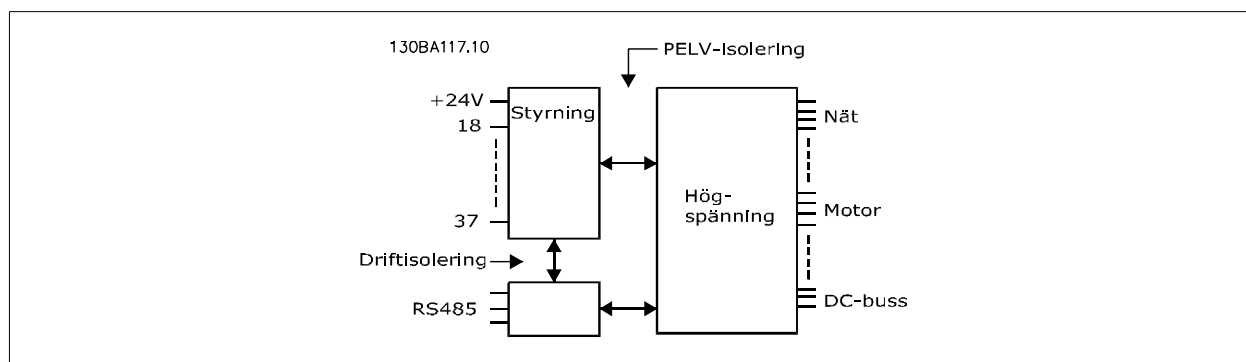 130BA117.10
PELV-isolering
+24V
Styrning
18
Nät
Hög-
spänning
37
Motor
Driftisolering
RS485
DC-buss